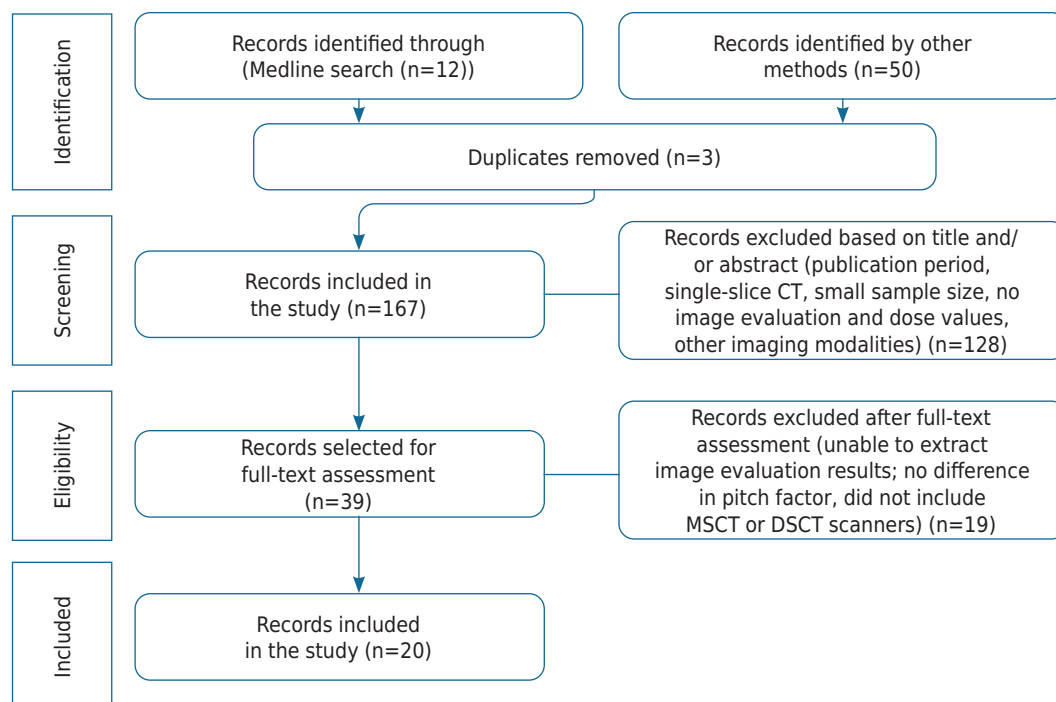 Identification
Records identified through
(Medline search (n=12))
Records identified by other
methods (n=50)
Duplicates removed (n=3)
Screening
Records included in
the study (n=167)
Records excluded based on title and/
or abstract (publication period,
single-slice CT, small sample size, no
image evaluation and dose values,
other imaging modalities) (n=128)
Eligibility
Records selected for
full-text assessment
(n=39)
Records excluded after full-text
assessment (unable to extract
image evaluation results; no difference
in pitch factor, did not include
MSCT or DSCT scanners) (n=19)
Included
Records included
in the study (n=20)